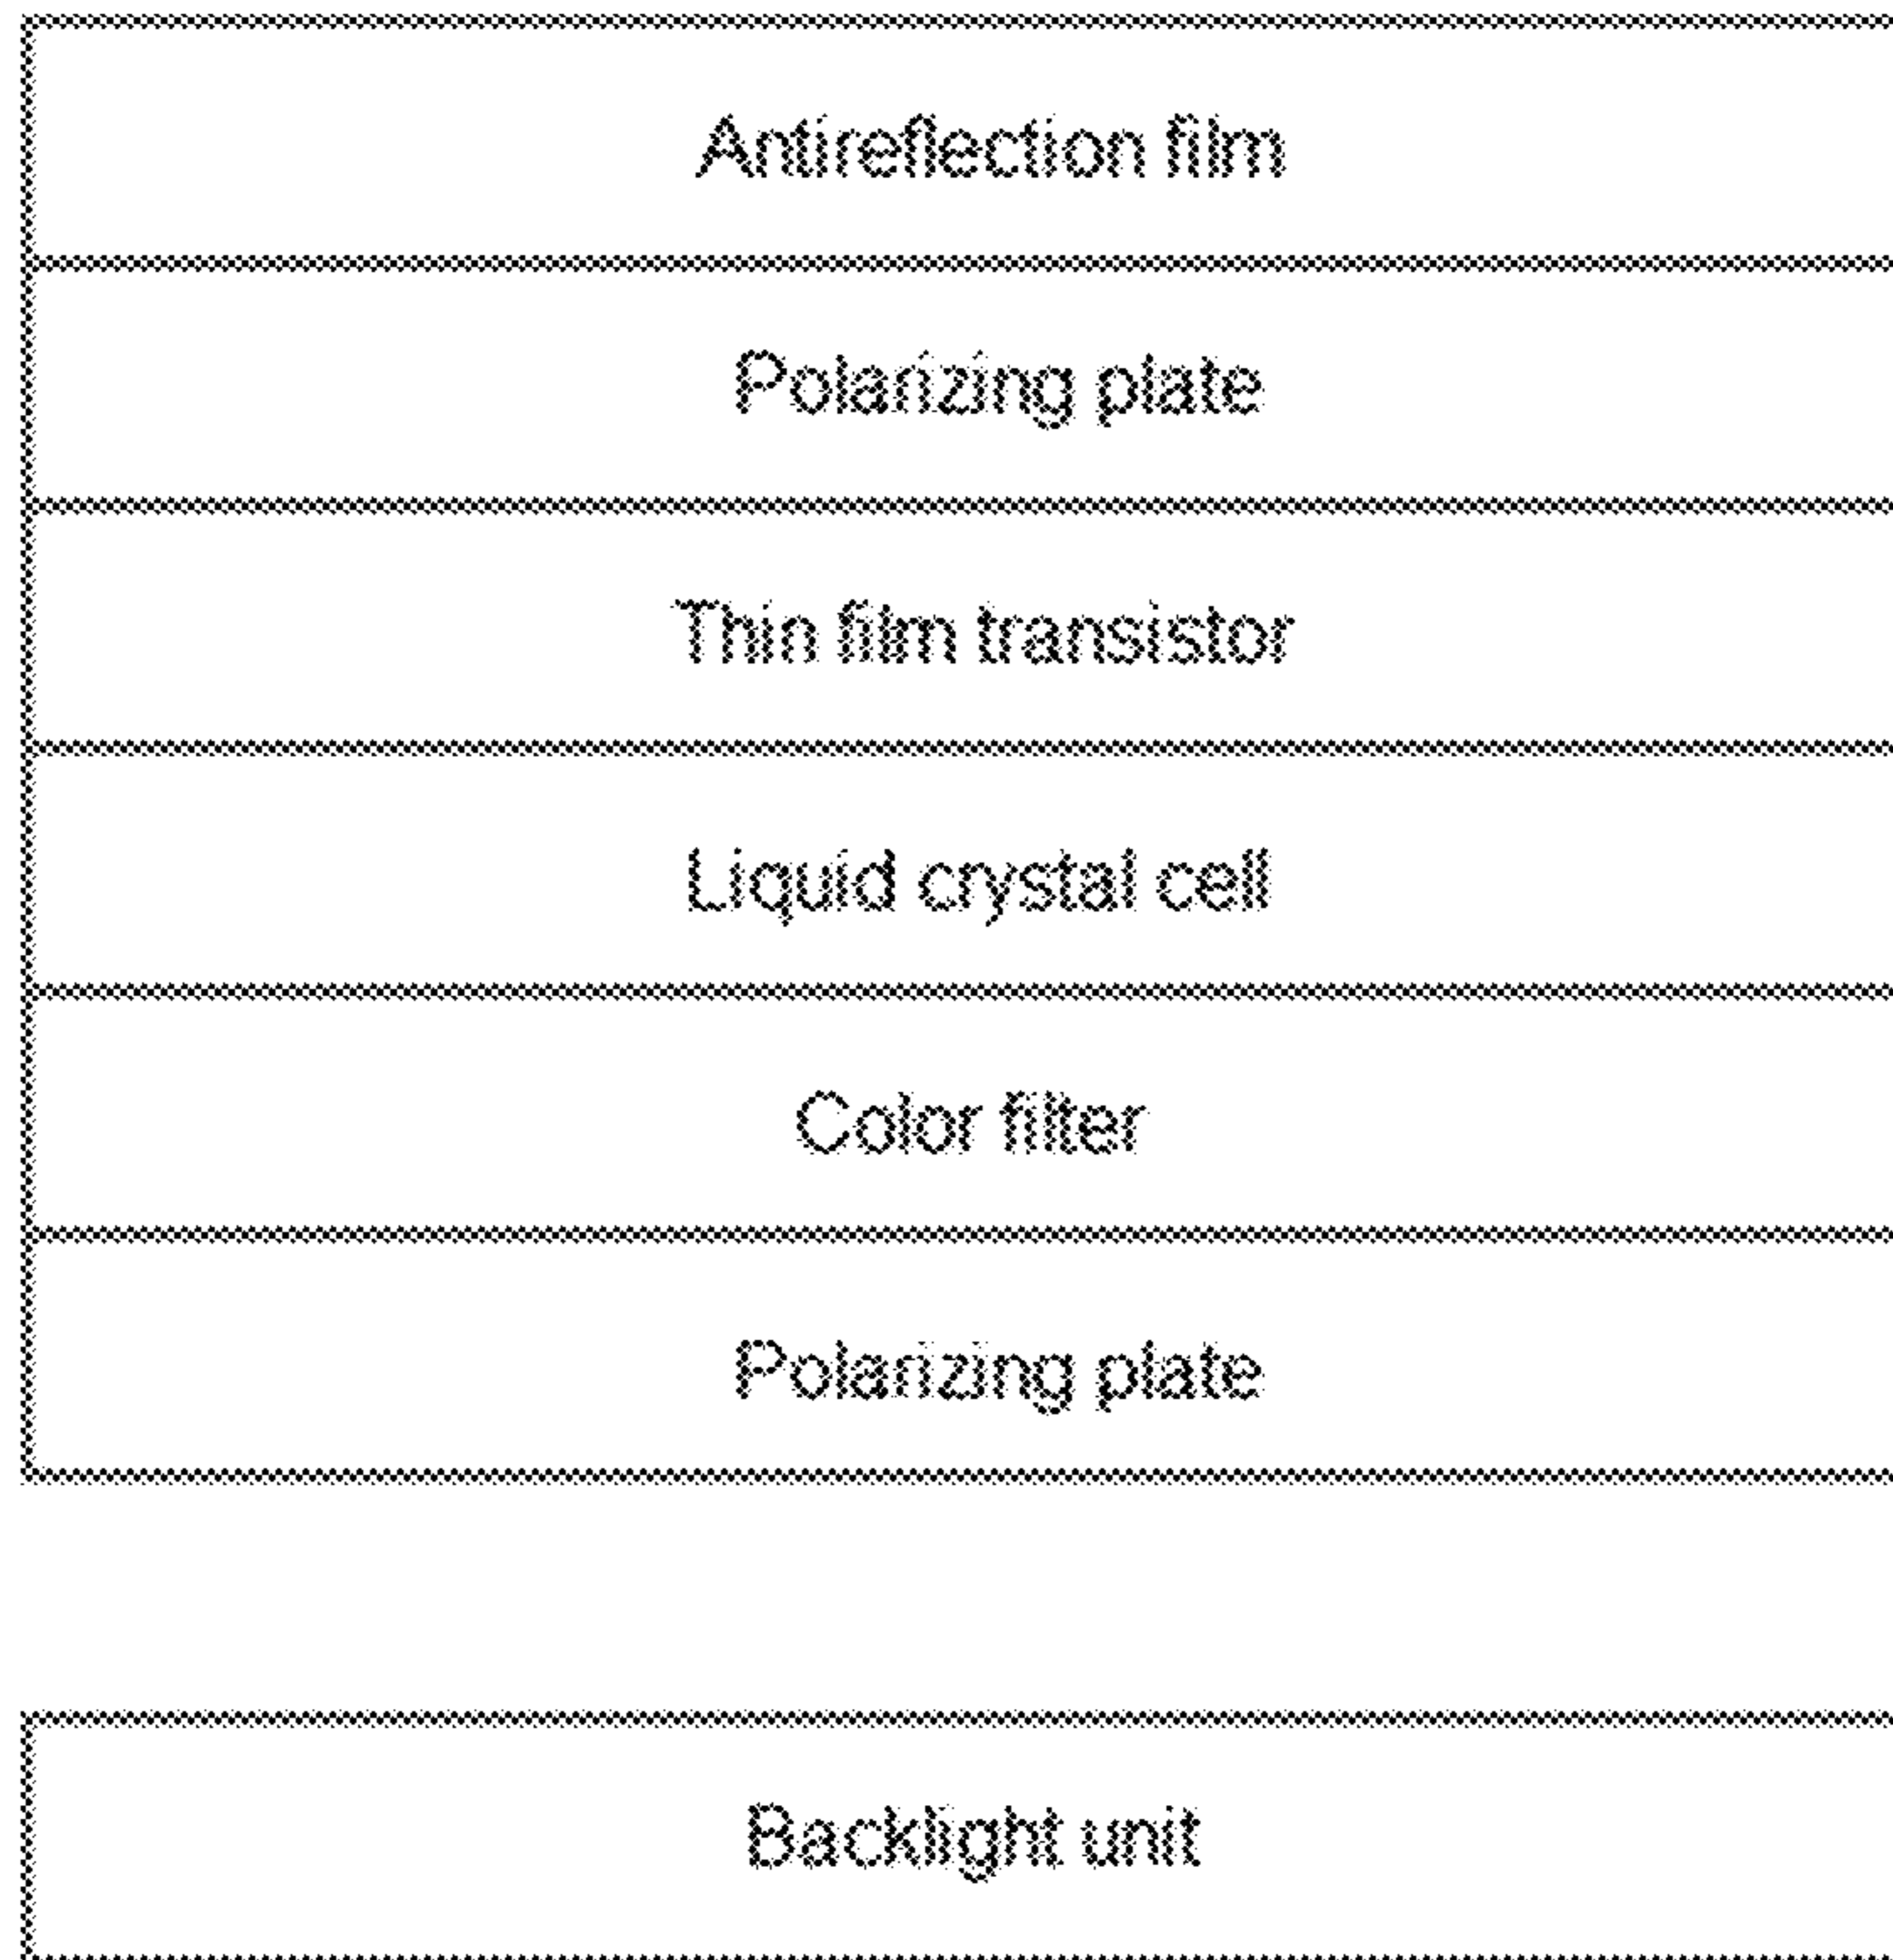 Antireflection film
Polarizing plate
Thin film transistor
Liquid crystal cell
Color filter
Polarizing plate
Backlight unit